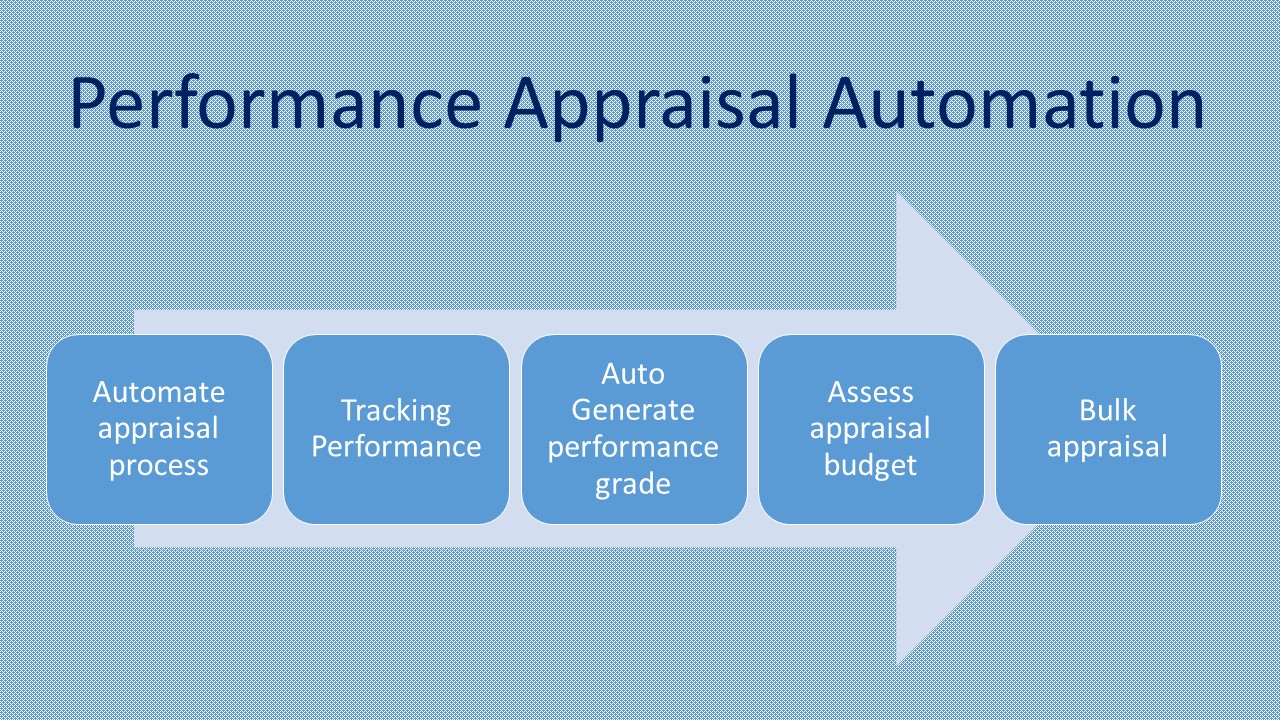 Performance Appraisal Automation
Automate
appraisal
process
Tracking
Performance
Auto
Generate
performance
grade
Assess
appraisal
budget
Bulk
appraisal